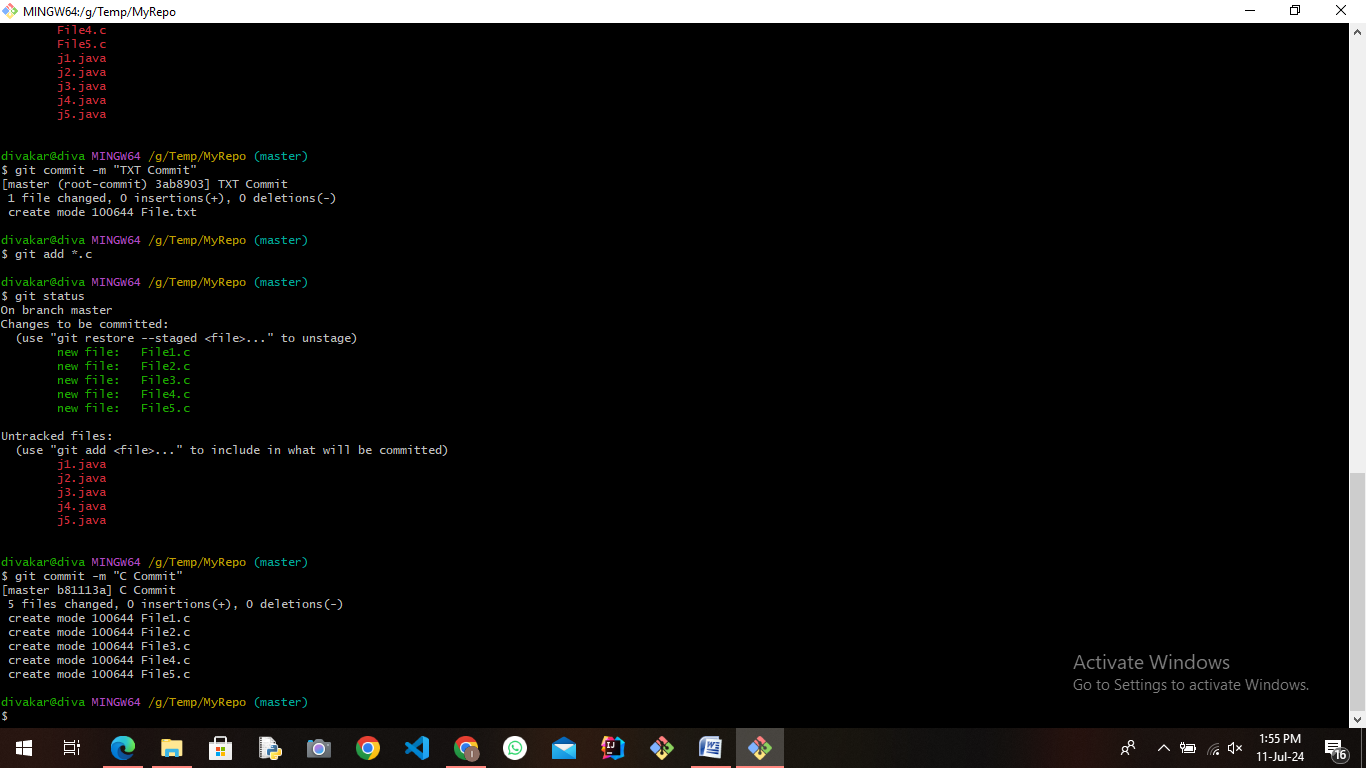 MINGW64:/g/Temp/MyRepo
File4.c
File5.c
j1.java
j2.java
j3.java
j4.java
j5.java
divakar@diva MINGW64 /g/Temp/MyRepo (master)
$ git commit -m "TXT Commit"
[master (root-commit) 3ab8903] TXT Commit
1 file changed, 0 insertions(+), 0 deletions(-)
create mode 100644 File.txt
divakar@diva MINGW64 /g/Temp/MyRepo (master)
$ git add *.c
divakar@diva MINGW64 /g/Temp/MyRepo (master)
$ git status
On branch master
Changes to be committed:
(use "git restore --staged <file>..." to unstage)
new file:   File1.c
new file:   File2.c
new file:   File3.c
new file:   File4.c
new file:   File5.c
Untracked files:
(use "git add <file>..." to include in what will be committed)
j1.java
j2.java
j3.java
j4.java
j5.java
divakar@diva MINGW64 /g/Temp/MyRepo (master)
$ git commit -m "C Commit"
[master b81113a] C Commit
5 files changed, 0 insertions(+), 0 deletions(-)
create mode 100644 File1.c
create mode 100644 File2.c
create mode 100644 File3.c
create mode 100644 File4.c
create mode 100644 File5.c
divakar@diva MINGW64 /g/Temp/MyRepo (master)
$
Activate Windows
Go to Settings to activate Windows.
1:55 PM
11-Jul-24
16